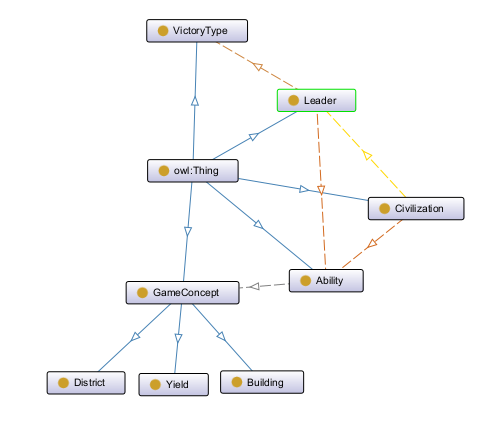 VictoryType
Leader
owl:Thing
Civilization
Ability
GameConcept
District
Yield
Building